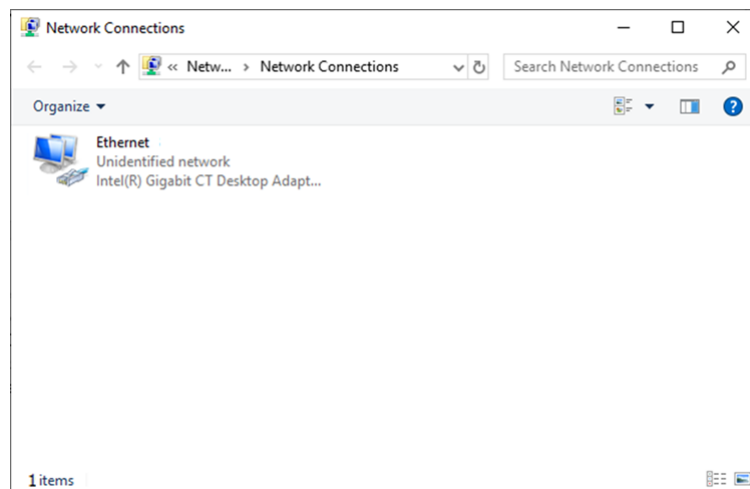 Network Connections
« Netw... › Network Connections
Search Network Connections
Organize
Ethernet
Unidentified network
Intel(R) Gigabit CT Desktop Adapt...
1 items